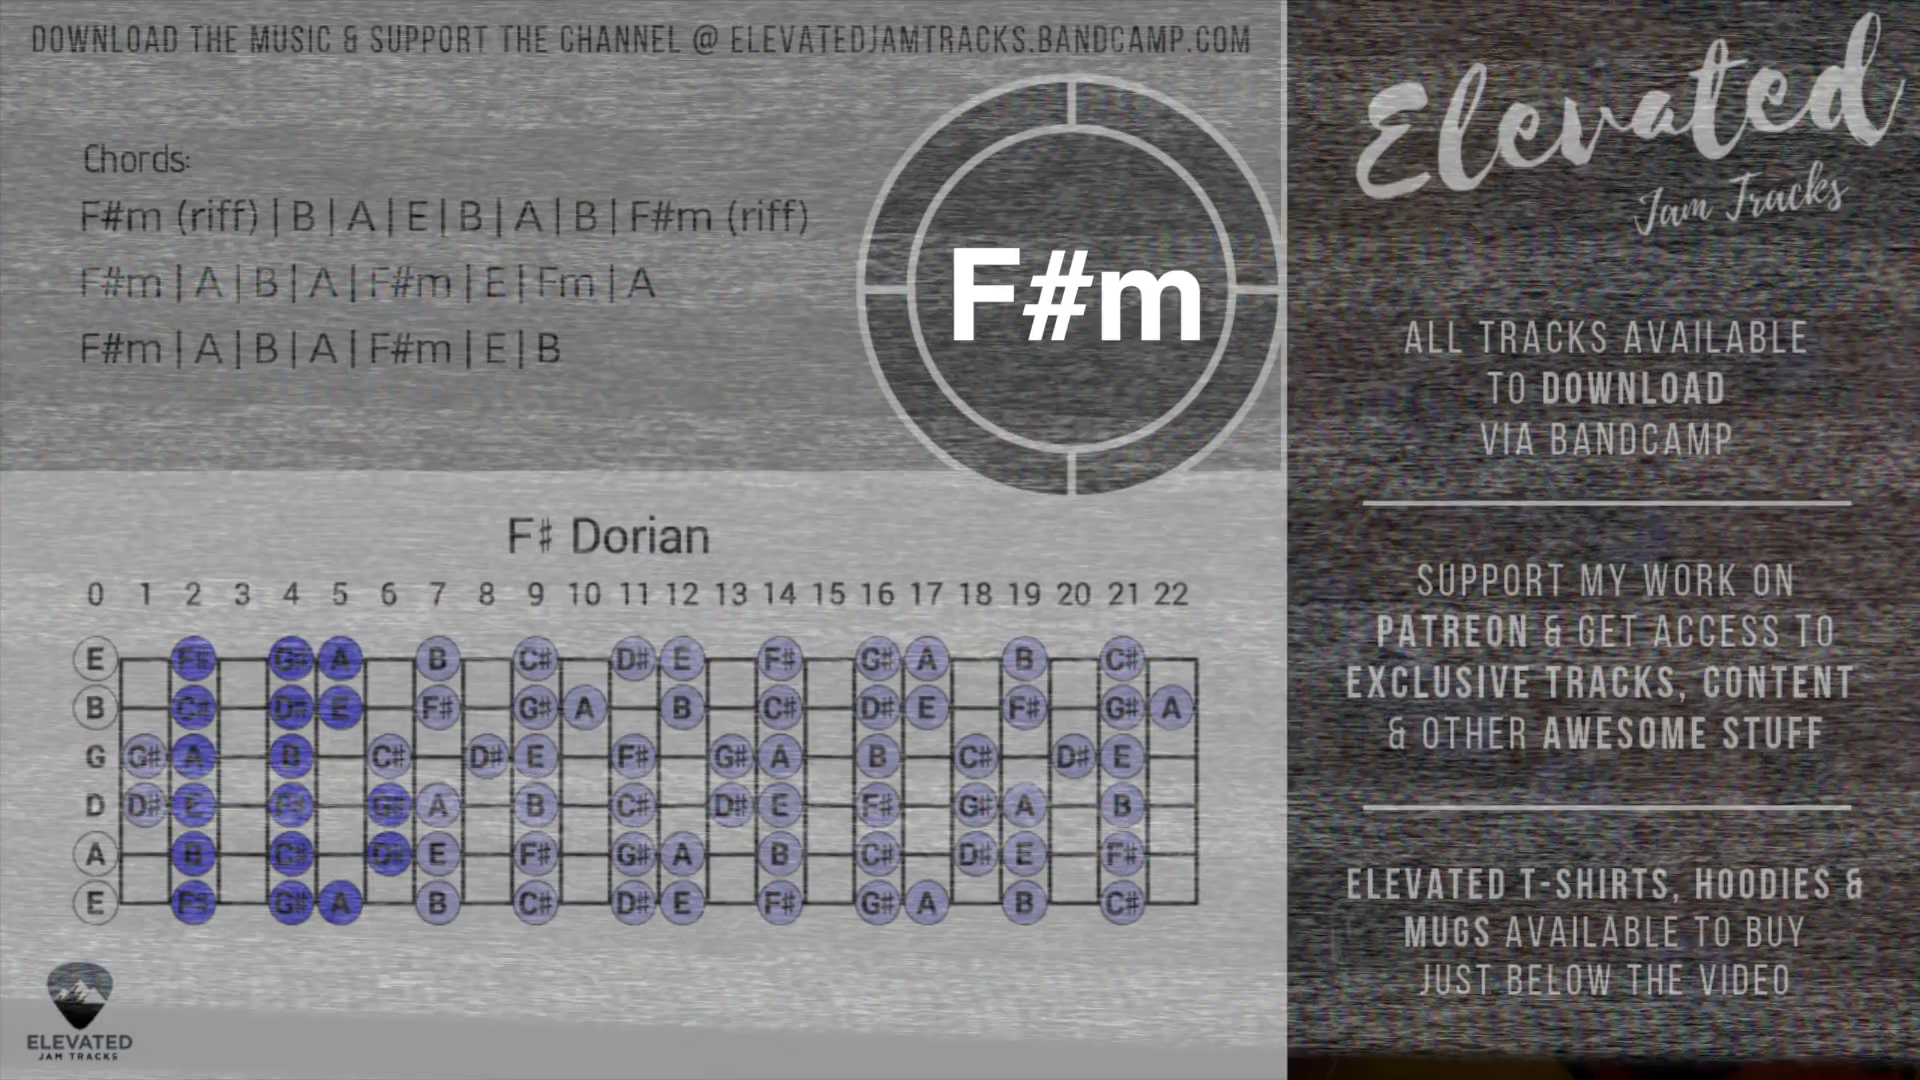 DOWNLOAD THE MUSIC & SUPPORT THE CHANNEL @ ELEVATEDJAMTRACKS.BANDCAMP.COM
Chords:
F#m (riff) | B | A | E | B | A | B | F#m (riff)
F#m | A | B | A | F#m | E | Fm | A
F#m | A | B | A | F#m | E | B
F#m
F♯ Dorian
0 1 2 3 4 5 6 7 8 9 10 11 12 13 14 15 16 17 18 19 20 21 22
E F♯ G♯ A B C♯ D♯ E F♯ G♯ A B C♯
B C♯ D♯ E F♯ G♯ A B C♯ D♯ E F♯ G♯ A
G G♯ A B C♯ D♯ E F♯ G♯ A B C♯ D♯ E
D D♯ E F♯ G♯ A B C♯ D♯ E F♯ G♯ A B
A B C♯ D♯ E F♯ G♯ A B C♯ D♯ E F♯
E F♯ G♯ A B C♯ D♯ E F♯ G♯ A B C♯
ELEVATED
JAM TRACKS
Elevated
Jam Tracks
ALL TRACKS AVAILABLE
TO DOWNLOAD
VIA BANDCAMP
SUPPORT MY WORK ON
PATREON & GET ACCESS TO
EXCLUSIVE TRACKS, CONTENT
& OTHER AWESOME STUFF
ELEVATED T-SHIRTS, HOODIES &
MUGS AVAILABLE TO BUY
JUST BELOW THE VIDEO